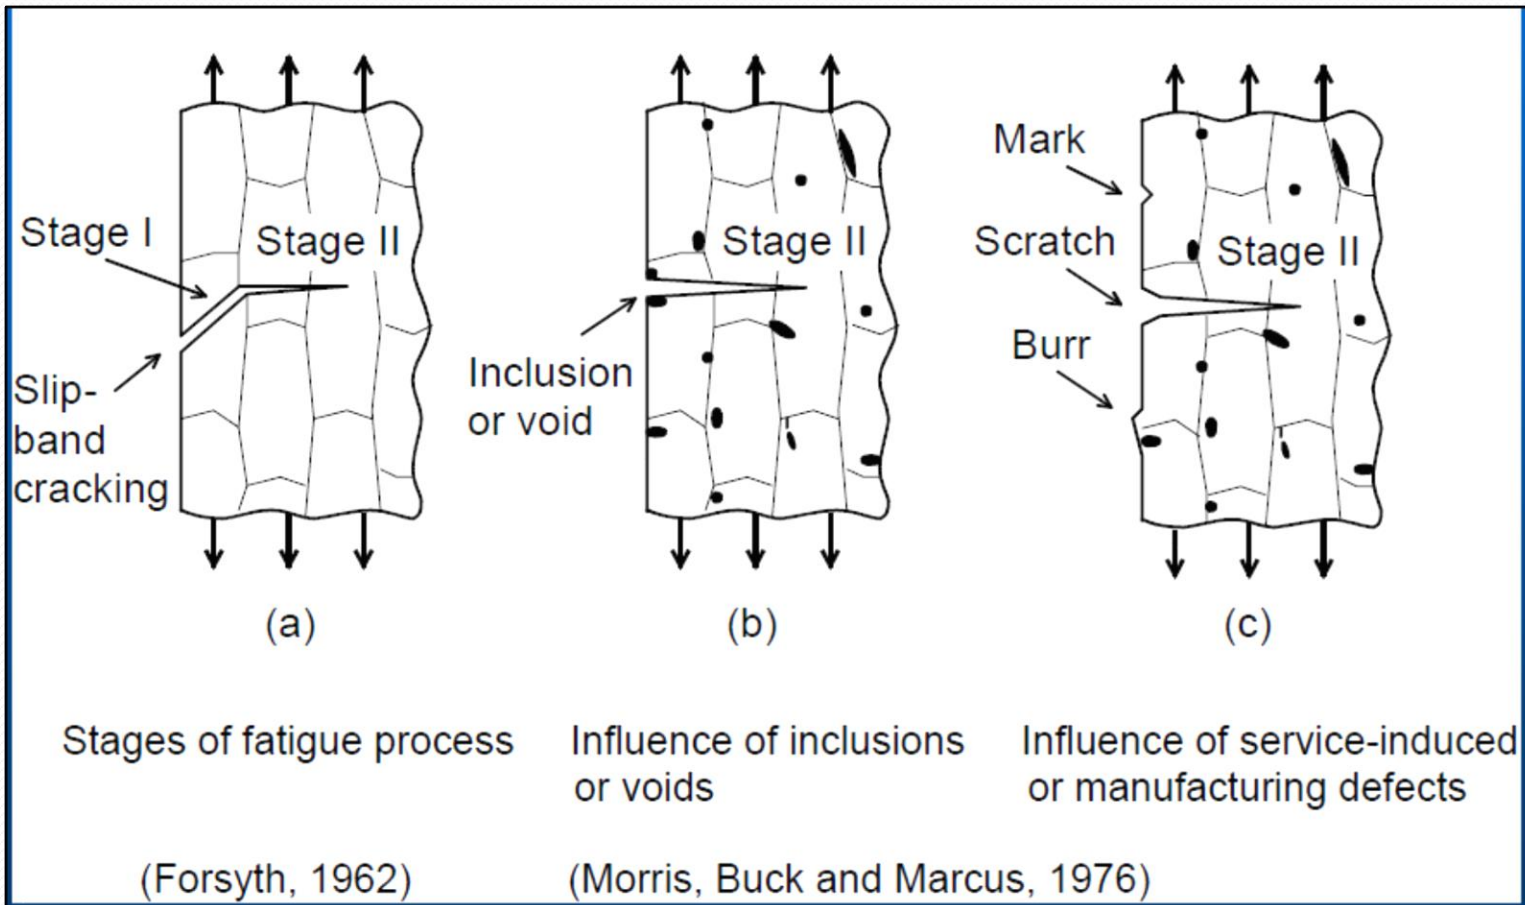 Stage I
Stage II
Slip-
band
cracking
(a)
Stage II
Inclusion
or void
(b)
Mark
Scratch
Stage II
Burr
(c)
Stages of fatigue process
Influence of inclusions
or voids
Influence of service-induced
or manufacturing defects
(Forsyth, 1962)
(Morris, Buck and Marcus, 1976)